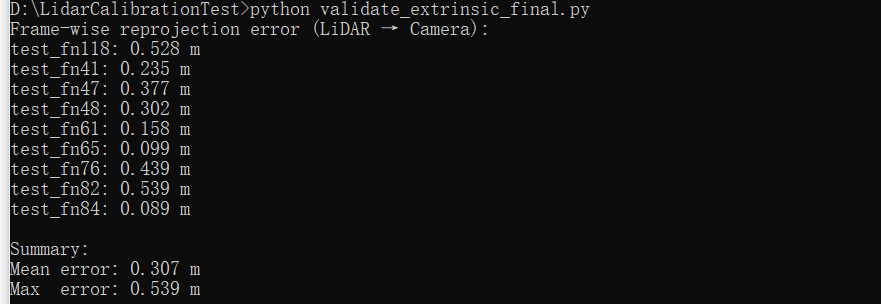 D:\LidarCalibrationTest>python validate_extrinsic_final.py
Frame-wise reprojection error (LiDAR → Camera):
test_fn118: 0.528 m
test_fn41: 0.235 m
test_fn47: 0.377 m
test_fn48: 0.302 m
test_fn61: 0.158 m
test_fn65: 0.099 m
test_fn76: 0.439 m
test_fn82: 0.539 m
test_fn84: 0.089 m
Summary:
Mean error: 0.307 m
Max  error: 0.539 m